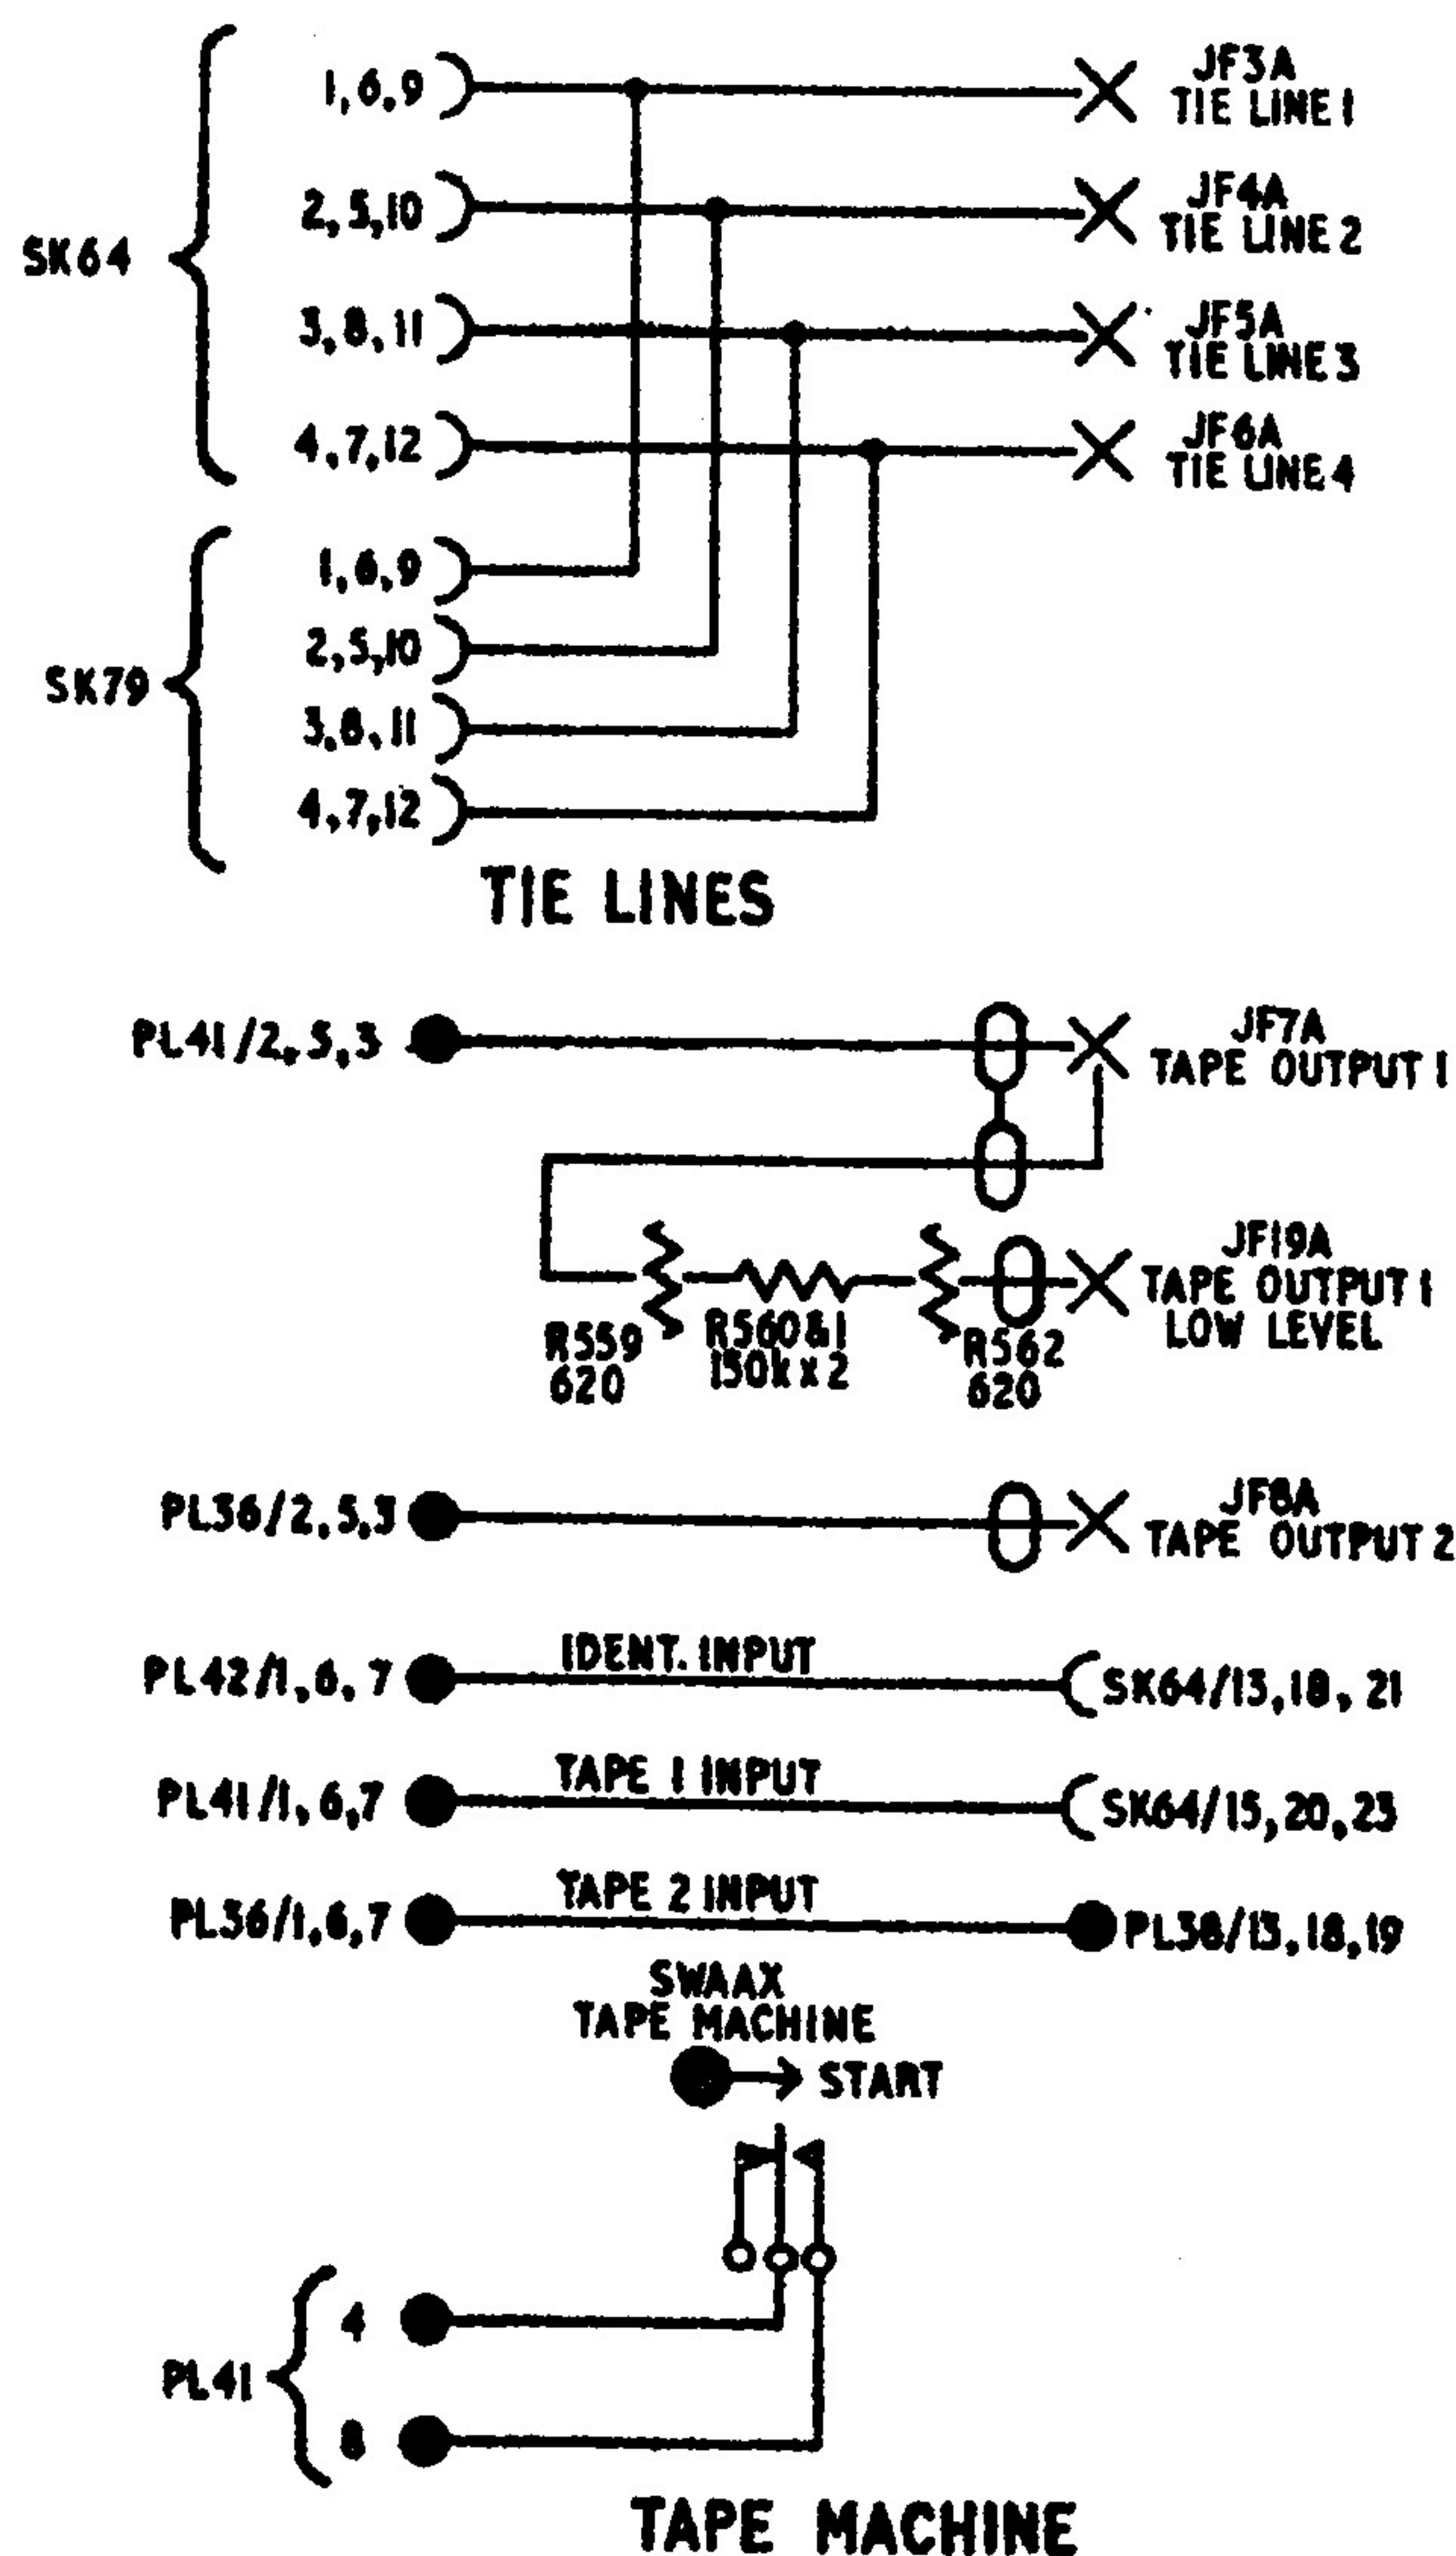 SK64
1,6,9
JF3A
TIE LINE 1
2,5,10
JF4A
TIE LINE 2
3,8,11
JF5A
TIE LINE 3
4,7,12
JF6A
TIE LINE 4
SK79
1,6,9
2,5,10
3,8,11
4,7,12
TIE LINES
PL41/2,5,3
JF7A
TAPE OUTPUT 1
JF19A
TAPE OUTPUT 1
LOW LEVEL
R559
620
R560&1
150k x 2
R562
620
PL36/2,5,3
JF8A
TAPE OUTPUT 2
PL42/1,6,7
IDENT. INPUT
SK64/13,18,21
PL41/1,6,7
TAPE 1 INPUT
SK64/15,20,23
PL36/1,6,7
TAPE 2 INPUT
PL38/13,18,19
SWAAX
TAPE MACHINE
START
PL41
4
8
TAPE MACHINE